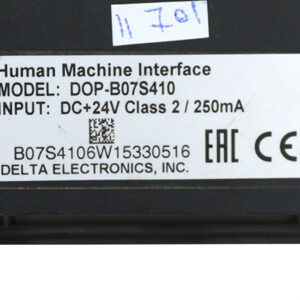 11 701
Human Machine Interface
MODEL: DOP-B07S410
INPUT: DC+24V Class 2 / 250mA
B07S4106W15330516
EAC CE
DELTA ELECTRONICS, INC.